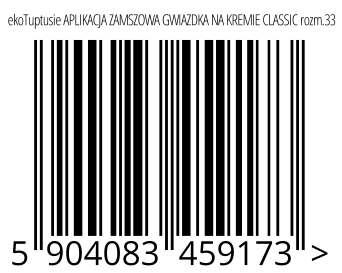 ekoTuptusie APLIKACJA ZAMSZOWA GWIAZDKA NA KREMIE CLASSIC rozm.33
5 904083 459173 >